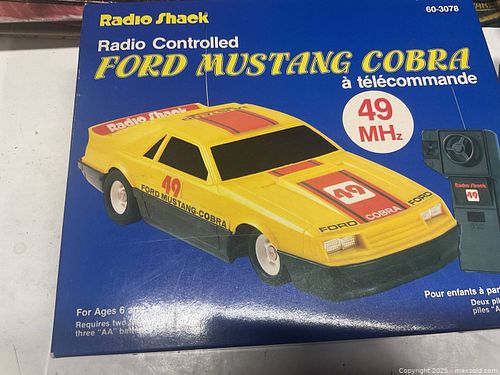 Radio Shack
60-3078
Radio Controlled
FORD MUSTANG COBRA
à télécommande
49
MHz
Radio Shack
49
FORD MUSTANG-COBRA
49
FORD
COBRA
FORD
Radio Shack
49
For Ages 6 a
Requires two
three "AA" bat
Pour enfants à par
Deux pil
piles "A
Copyright 2025 - maxsold.com